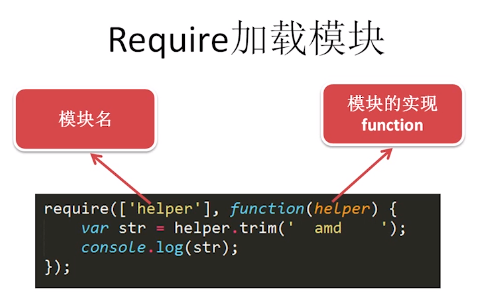 Require加载模块
模块名
模块的实现
function
require(['helper'], function(helper) {
    var str = helper.trim('  amd    ');
    console.log(str);
});